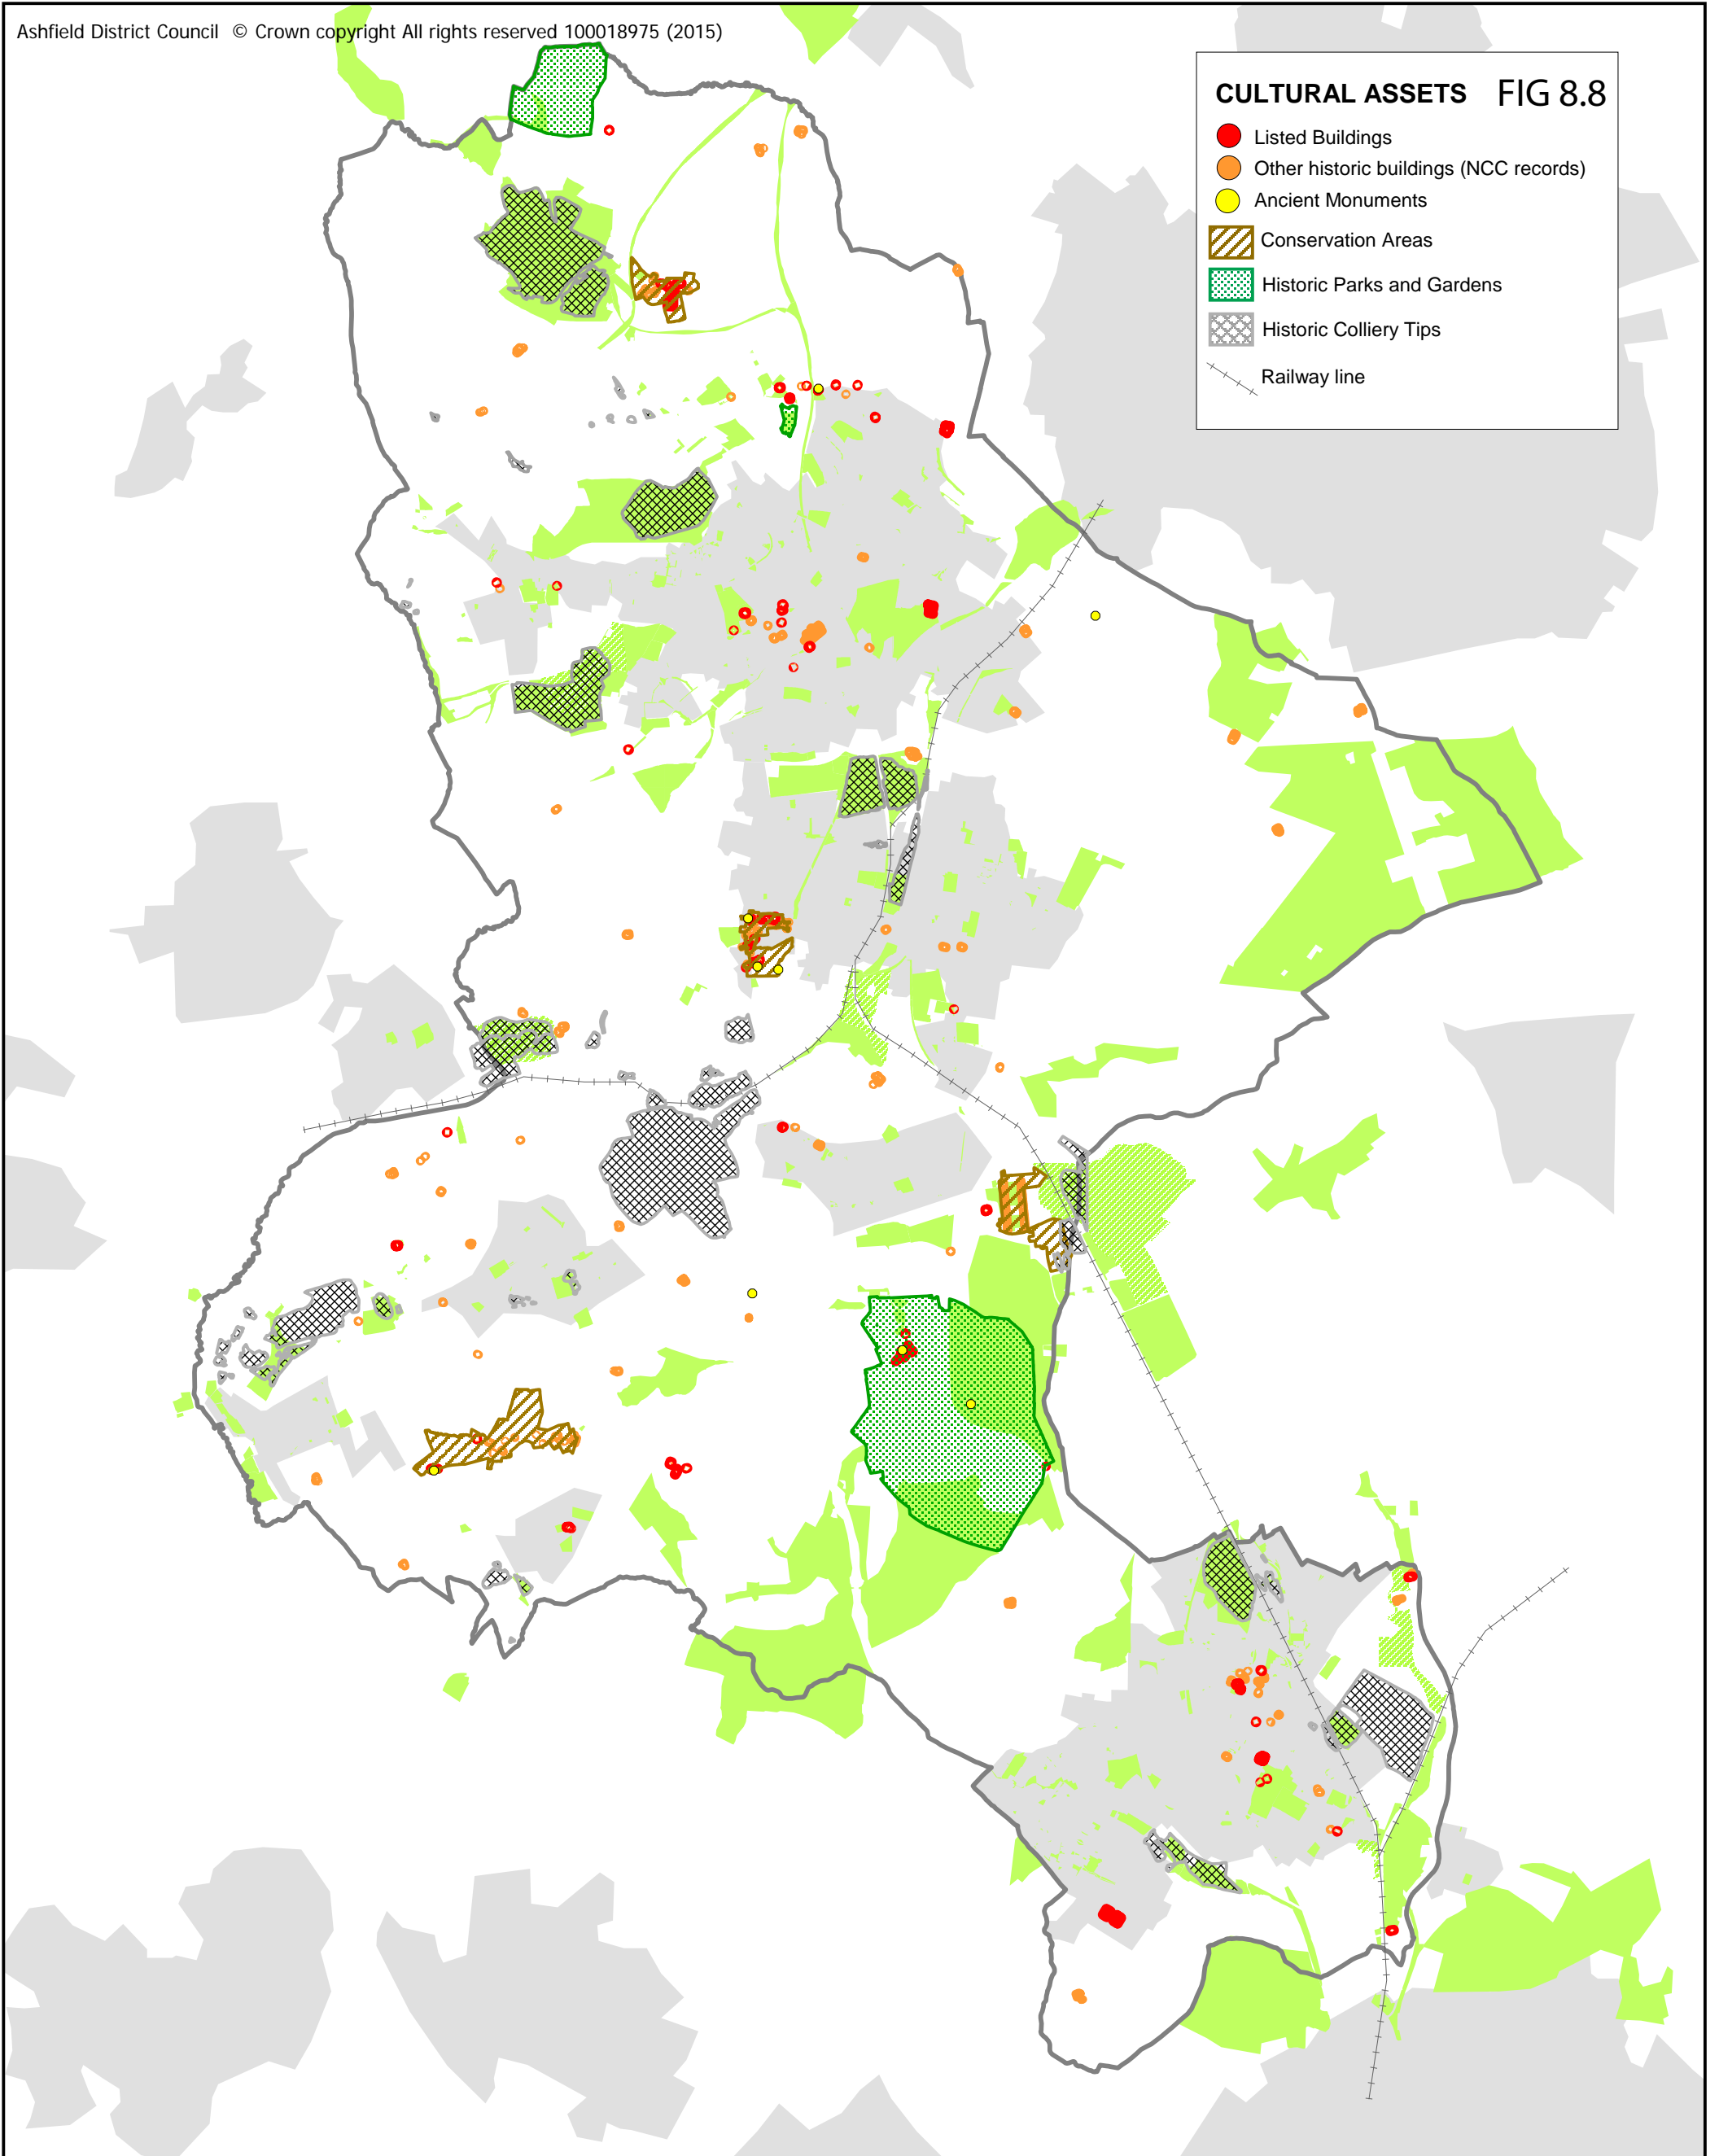 Ashfield District Council © Crown copyright All rights reserved 100018975 (2015)
CULTURAL ASSETS FIG 8.8
Listed Buildings
Other historic buildings (NCC records)
Ancient Monuments
Conservation Areas
Historic Parks and Gardens
Historic Colliery Tips
Railway line